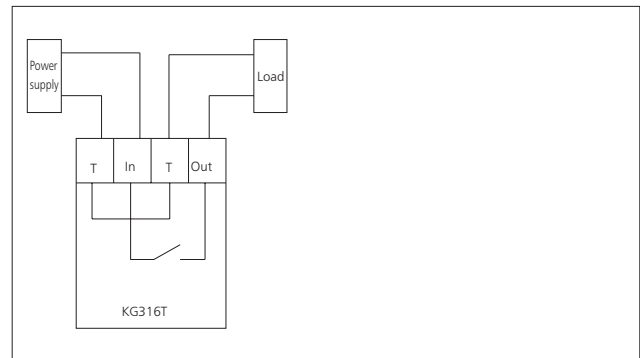 Power
supply
Load
T In T Out
KG316T